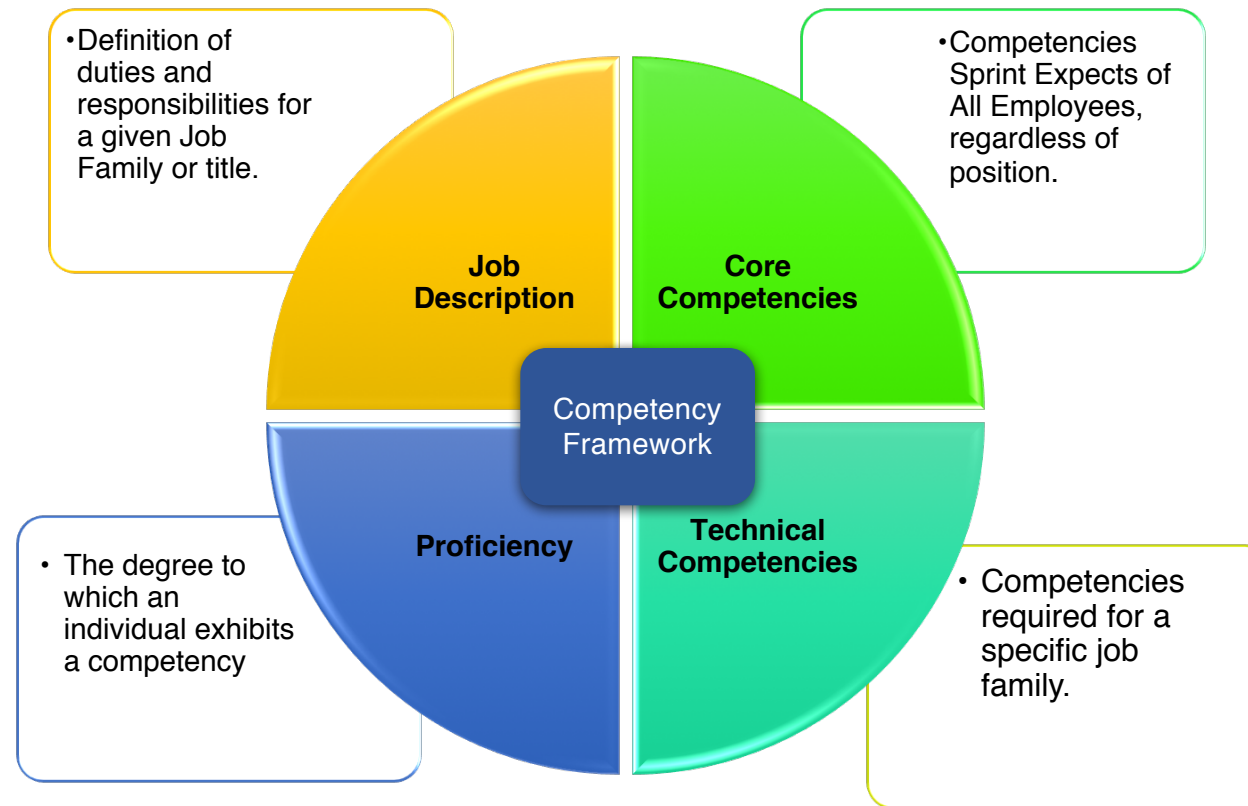 •Definition of
duties and
responsibilities for
a given Job
Family or title.
•Competencies
Sprint Expects of
All Employees,
regardless of
position.
Job
Description
Core
Competencies
Competency
Framework
Proficiency
Technical
Competencies
• The degree to
which an
individual exhibits
a competency
• Competencies
required for a
specific job
family.